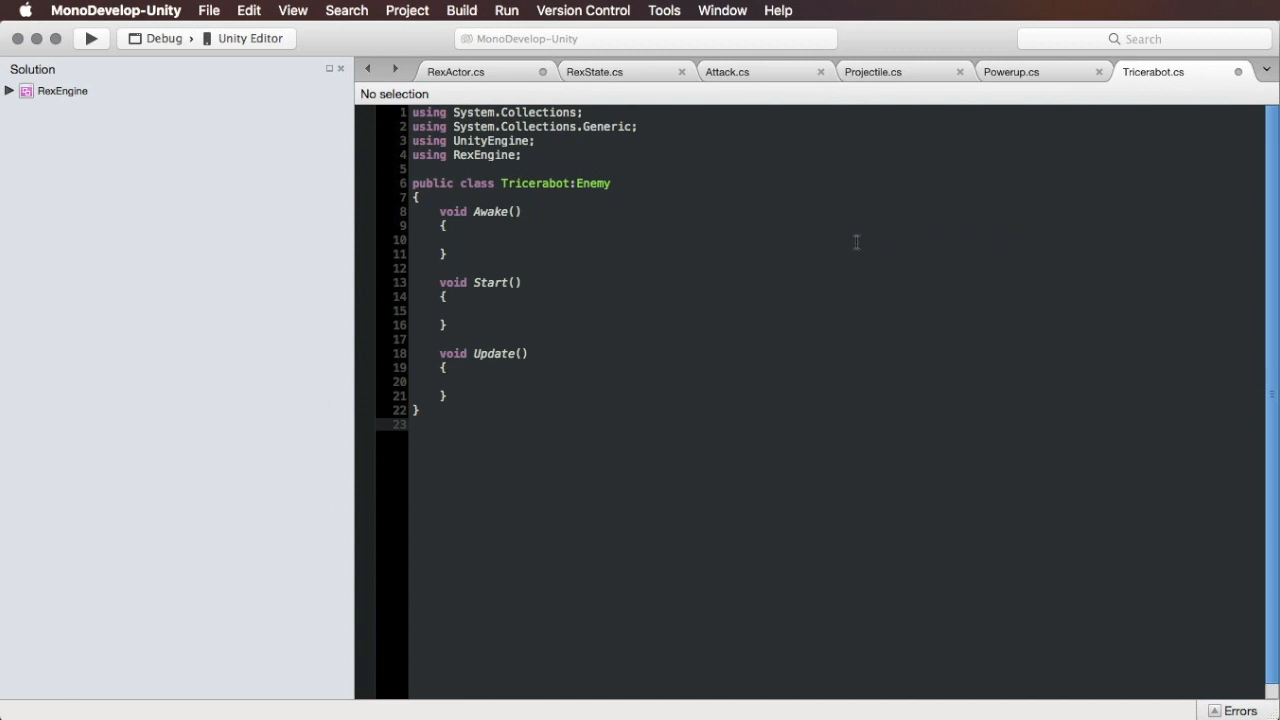 MonoDevelop-Unity File Edit View Search Project Build Run Version Control Tools Window Help
Debug › Unity Editor MonoDevelop-Unity Search
Solution
RexActor.cs RexState.cs Attack.cs Projectile.cs Powerup.cs Tricerabot.cs
RexEngine
No selection
1 using System.Collections;
2 using System.Collections.Generic;
3 using UnityEngine;
4 using RexEngine;
5
6 public class Tricerabot:Enemy
7 {
8 void Awake()
9 {
10
11 }
12
13 void Start()
14 {
15
16 }
17
18 void Update()
19 {
20
21 }
22 }
23
Errors